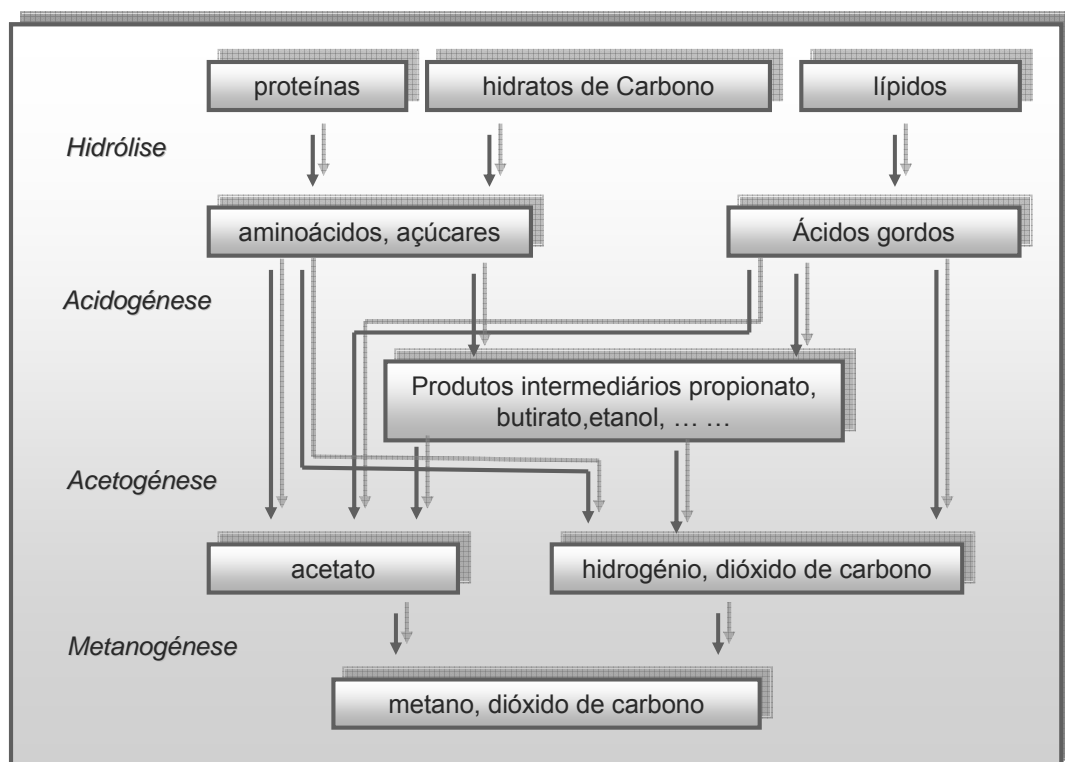 proteínas
hidratos de Carbono
lípidos
Hidrólise
aminoácidos, açúcares
Ácidos gordos
Acidogénese
Produtos intermediários propionato,
butirato,etanol, … …
Acetogénese
acetato
hidrogénio, dióxido de carbono
Metanogénese
metano, dióxido de carbono